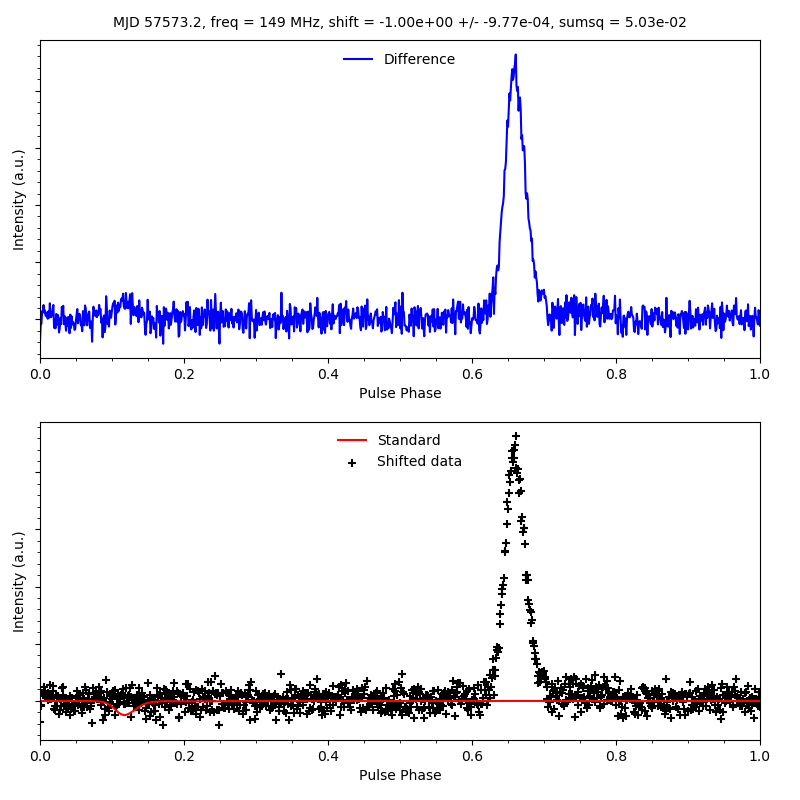 MJD 57573.2, freq = 149 MHz, shift = -1.00e+00 +/- -9.77e-04, sumsq = 5.03e-02
Difference
Intensity (a.u.)
0.0 0.2 0.4 0.6 0.8 1.0
Pulse Phase
Standard
Shifted data
Intensity (a.u.)
0.0 0.2 0.4 0.6 0.8 1.0
Pulse Phase